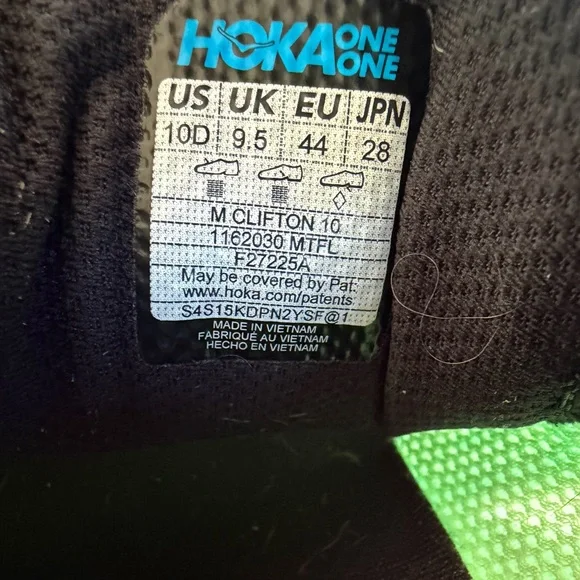 HOKA ONE ONE
US UK EU JPN
10D 9.5 44 28
M CLIFTON 10
1162030 MTFL
F27225A
May be covered by Pat:
www.hoka.com/patents
S4S15KDPN2YSF@1
MADE IN VIETNAM
FABRIQUÉ AU VIETNAM
HECHO EN VIETNAM